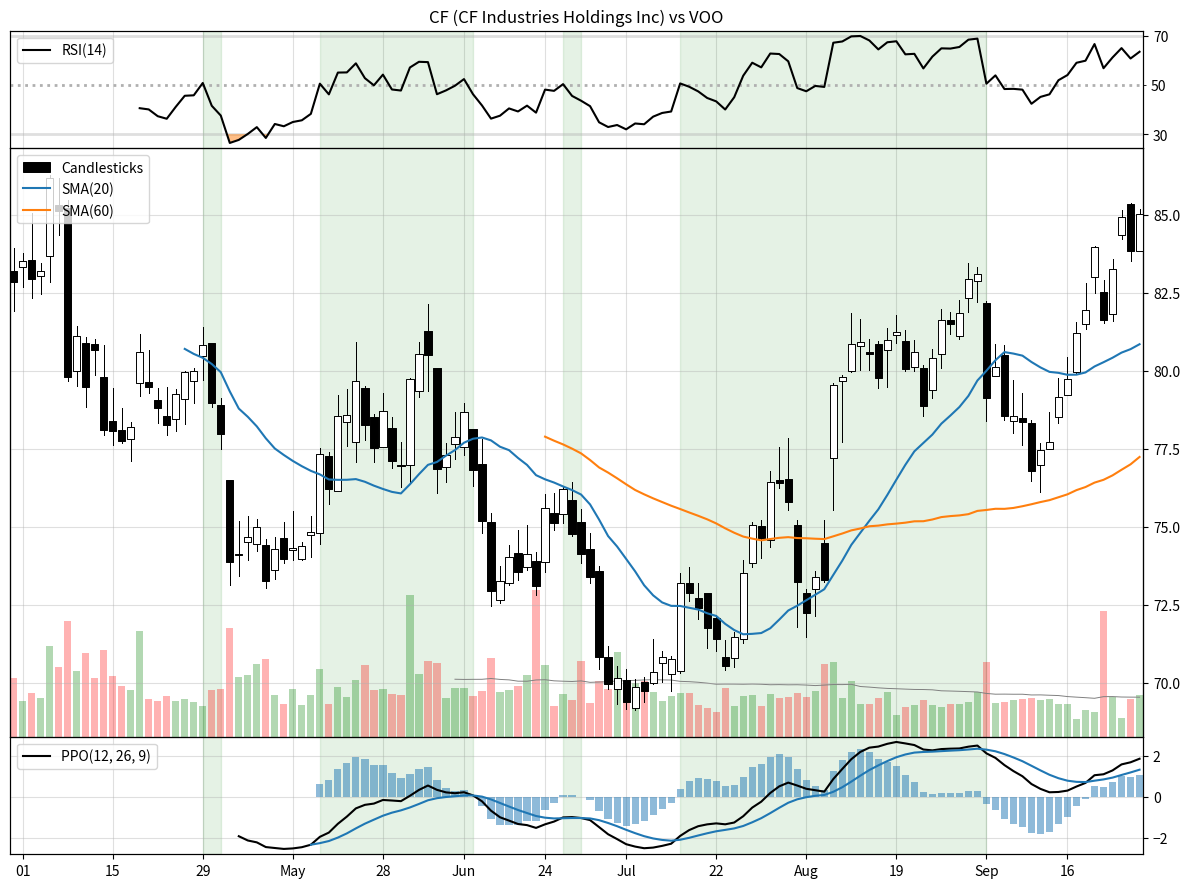 CF (CF Industries Holdings Inc) vs VOO
RSI(14)
70
50
30
Candlesticks
SMA(20)
SMA(60)
85.0
82.5
80.0
77.5
75.0
72.5
70.0
PPO(12, 26, 9)
2
0
−2
01 15 29 May 28 Jun 24 Jul 22 Aug 19 Sep 16